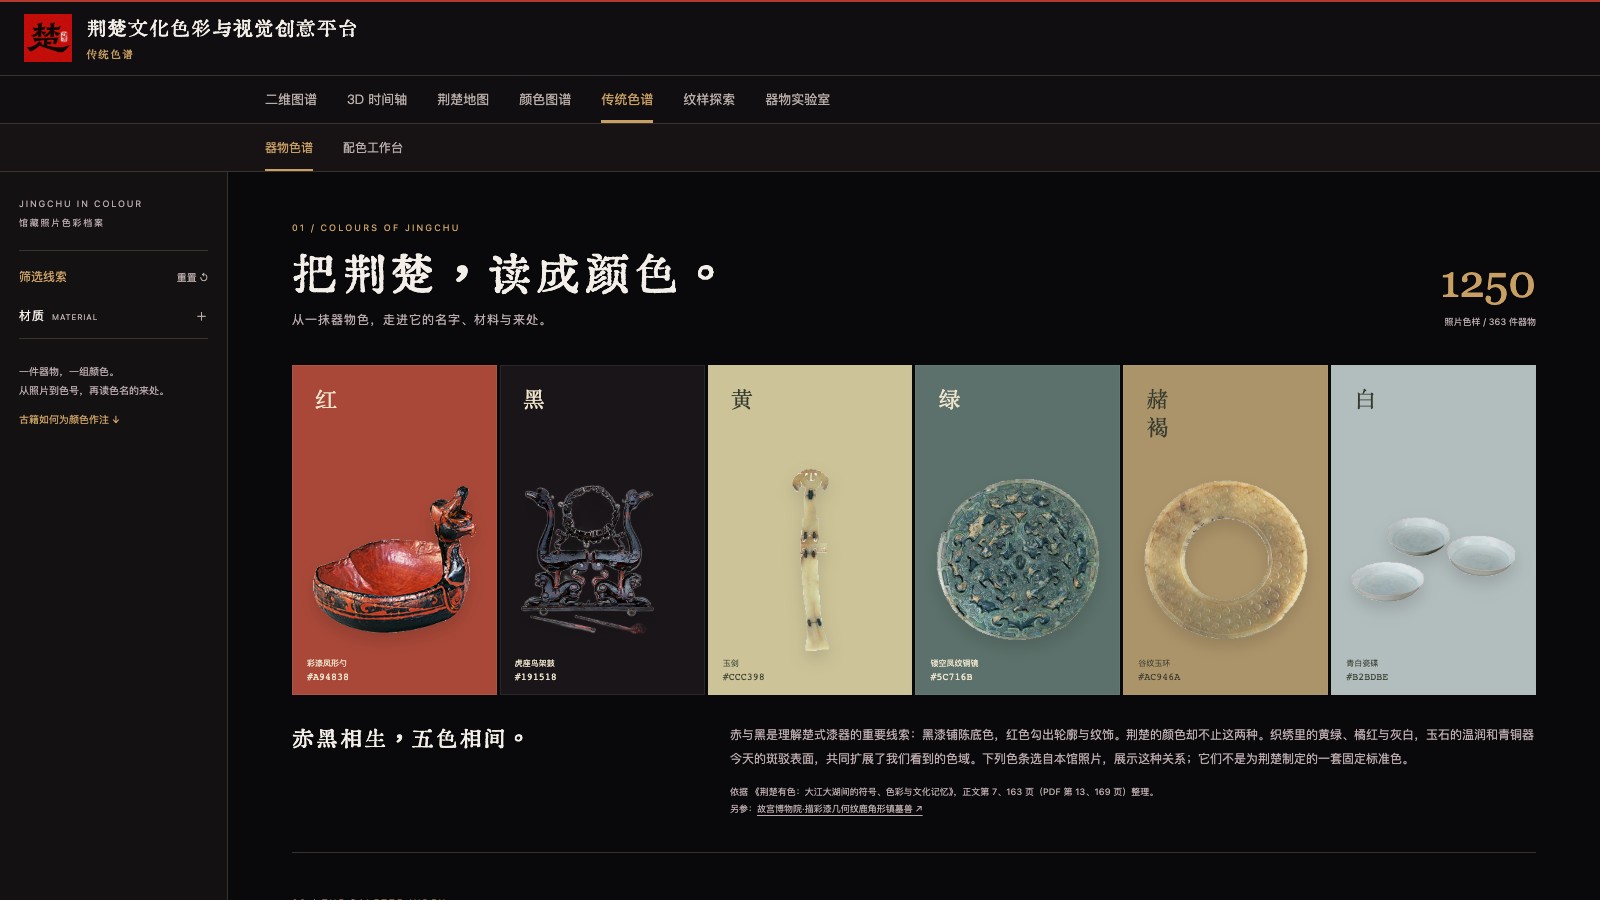 楚
荆楚文化色彩与视觉创意平台
传统色谱
二维图谱 3D 时间轴 荆楚地图 颜色图谱 传统色谱 纹样探索 器物实验室
器物色谱 配色工作台
JINGCHU IN COLOUR
馆藏照片色彩档案
筛选线索 重置
材质 MATERIAL +
一件器物，一组颜色。
从照片到色号，再读色名的来处。
古籍如何为颜色作注 ↓
01 / COLOURS OF JINGCHU
把荆楚，读成颜色。
从一抹器物色，走进它的名字、材料与来处。
1250
照片色样 / 363 件器物
红
彩漆凤形勺
#A94838
黑
虎座鸟架鼓
#191518
黄
玉剑
#CCC398
绿
镂空凤纹铜镜
#5C716B
赭
褐
谷纹玉环
#AC946A
白
青白瓷碟
#B2BDBE
赤黑相生，五色相间。
赤与黑是理解楚式漆器的重要线索：黑漆铺陈底色，红色勾出轮廓与纹饰。荆楚的颜色却不止这两种。织绣里的黄绿、橘红与灰白，玉石的温润和青铜器
今天的斑驳表面，共同扩展了我们看到的色域。下列色条选自本馆照片，展示这种关系；它们不是为荆楚制定的一套固定标准色。
依据 《荆楚有色：大江大湖间的符号、色彩与文化记忆》，正文第 7、163 页（PDF 第 13、169 页）整理。
另参：故宫博物院·描彩漆几何纹鹿角形镇墓兽 ↗